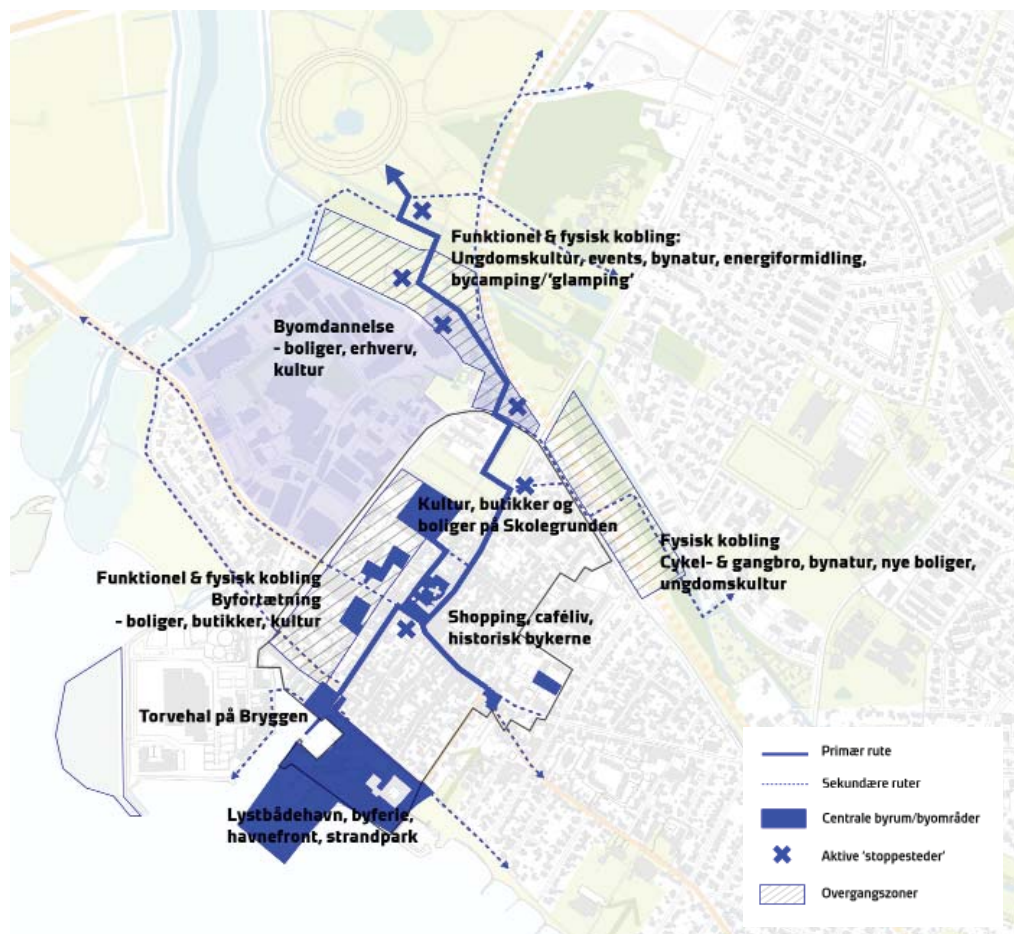 Funktionel & fysisk kobling:
Ungdomskultur, events, bynatur, energiformidling,
bycamping/'glamping'
Byomdannelse
- boliger, erhverv,
kultur
Kultur, butikker og
boliger på Skolegrunden
Fysisk kobling
Cykel- & gangbro, bynatur, nye boliger,
ungdomskultur
Funktionel & fysisk kobling
Byfortætning
- boliger, butikker, kultur
Shopping, caféliv,
historisk bykerne
Torvehal på Bryggen
Lystbådehavn, byferie,
havnefront, strandpark
Primær rute
Sekundære ruter
Centrale byrum/byområder
Aktive 'stoppesteder'
Overgangszoner